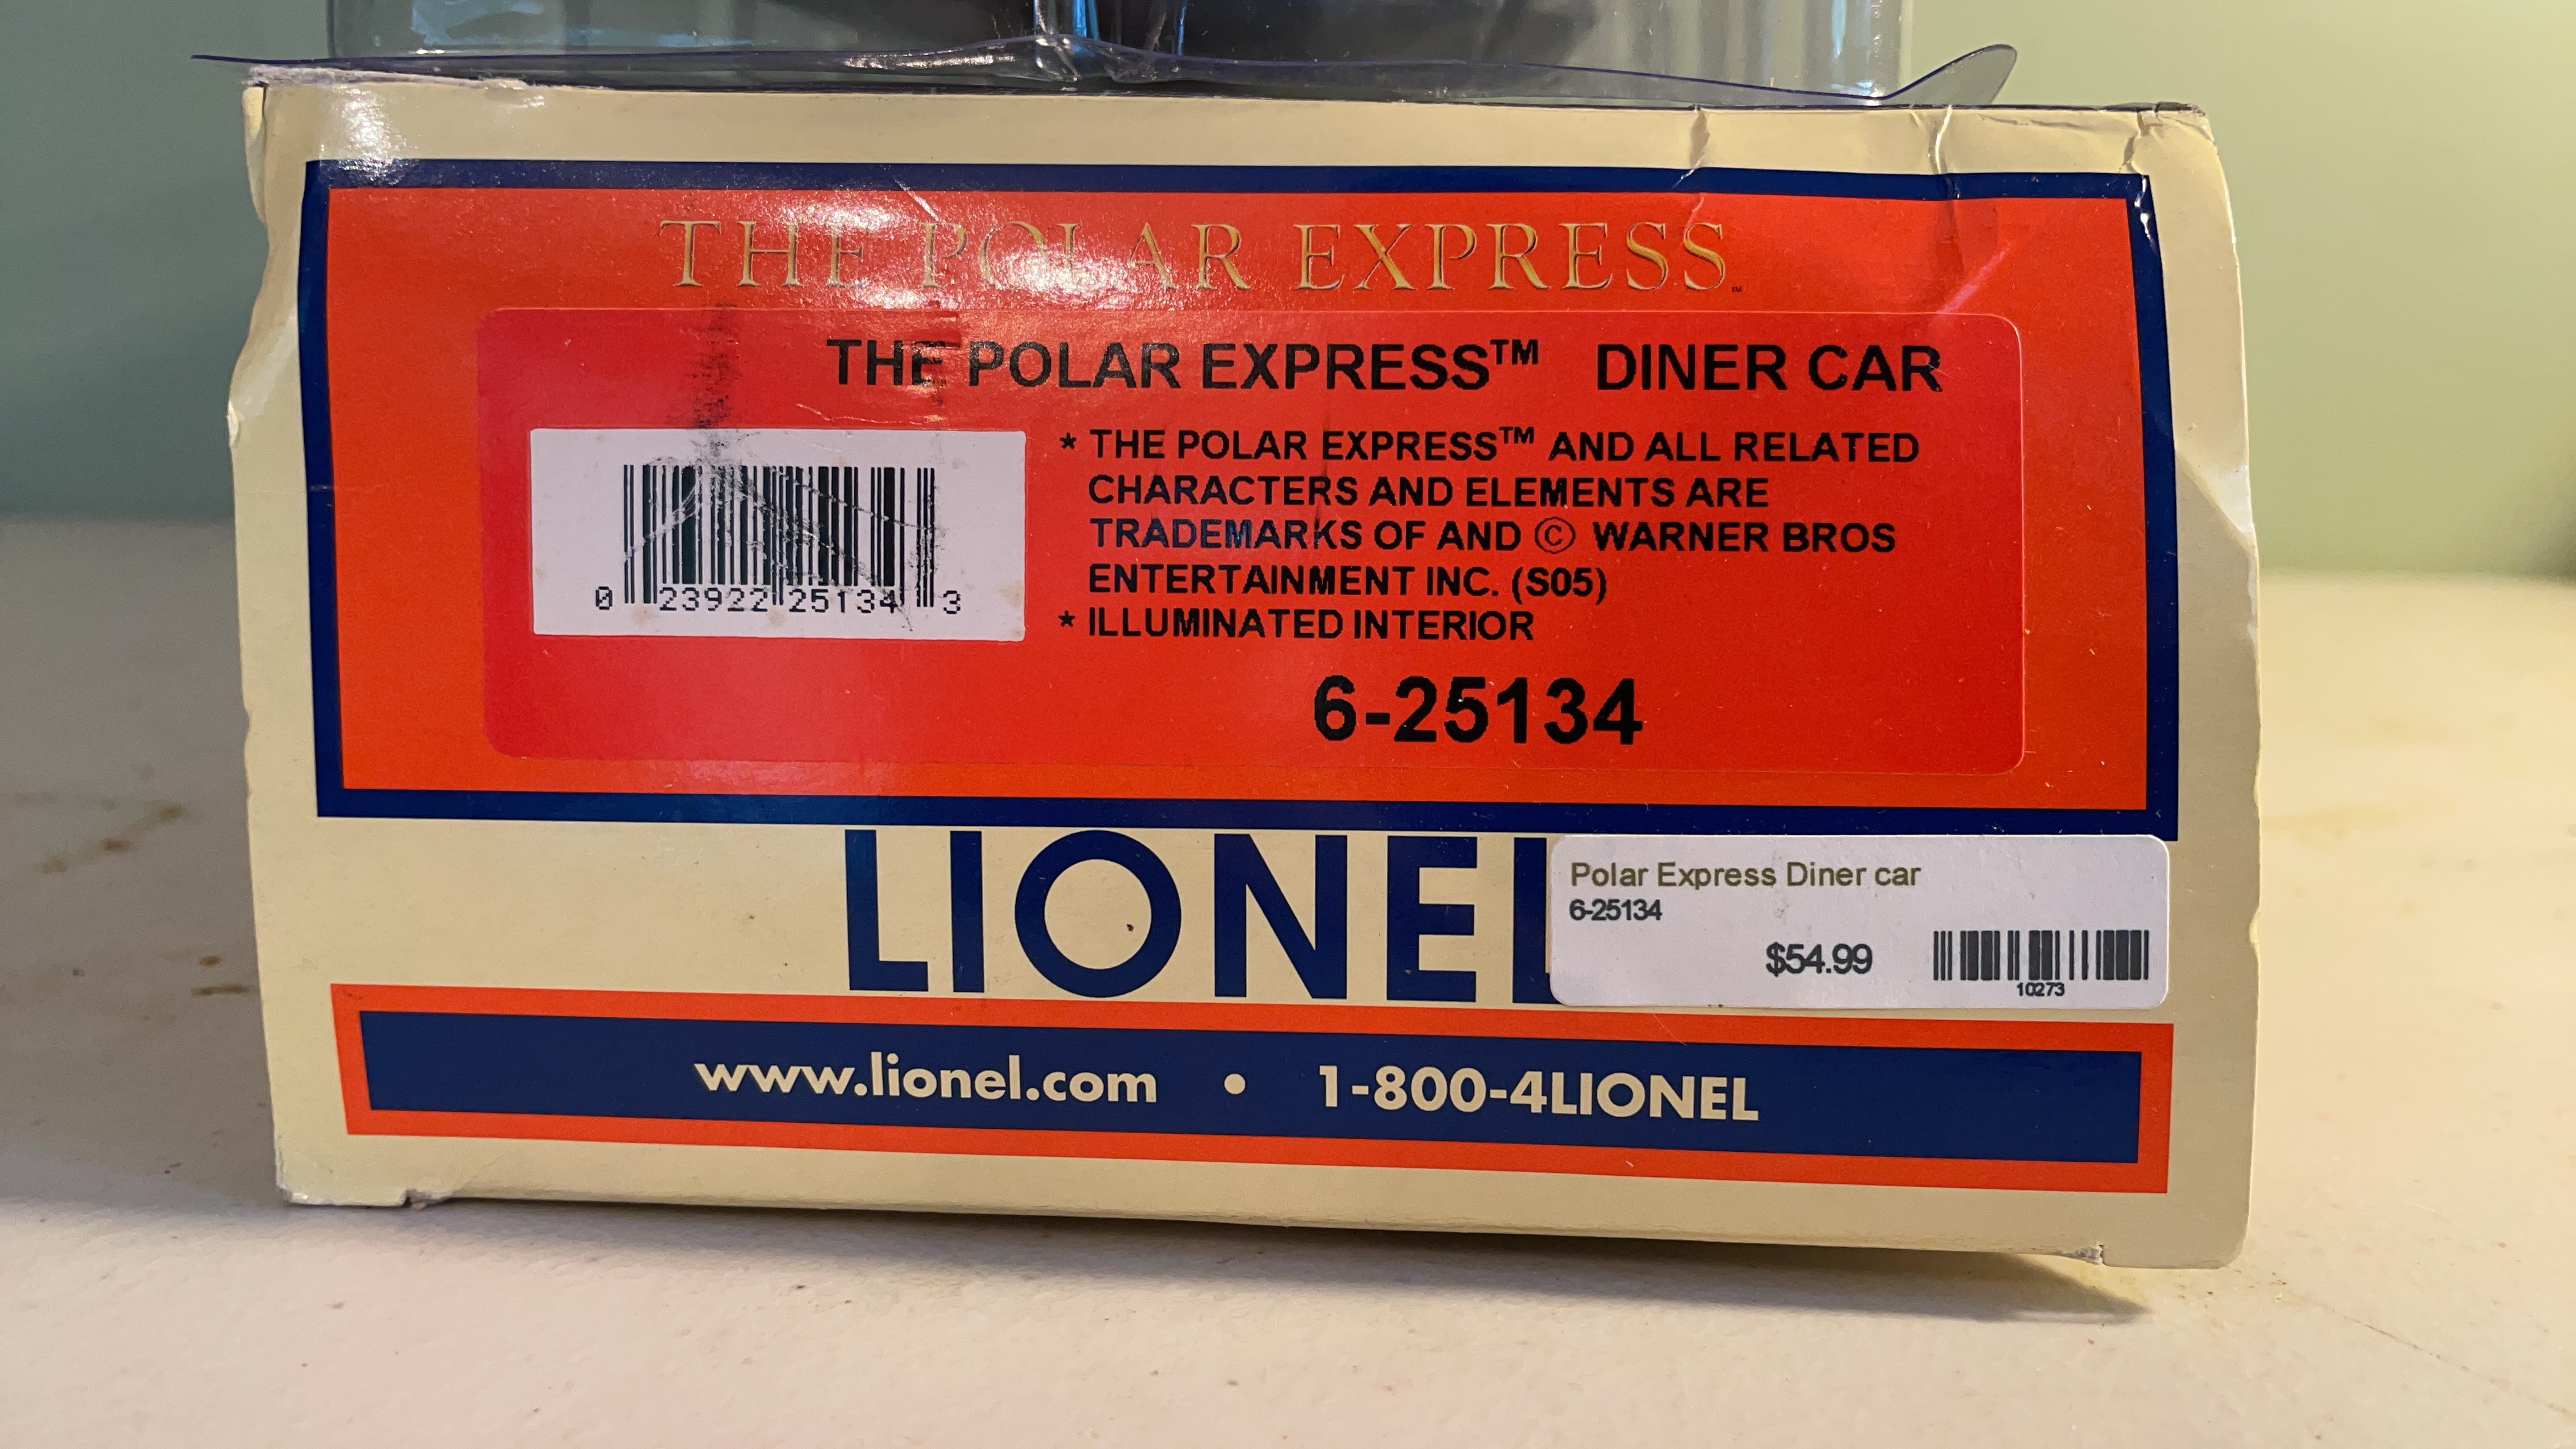 THE POLAR EXPRESS™
THE POLAR EXPRESS™ DINER CAR
* THE POLAR EXPRESS™ AND ALL RELATED
CHARACTERS AND ELEMENTS ARE
TRADEMARKS OF AND © WARNER BROS
ENTERTAINMENT INC. (S05)
* ILLUMINATED INTERIOR
0 23922 25134 3
6-25134
LIONEL
Polar Express Diner car
6-25134
$54.99
10273
www.lionel.com • 1-800-4LIONEL